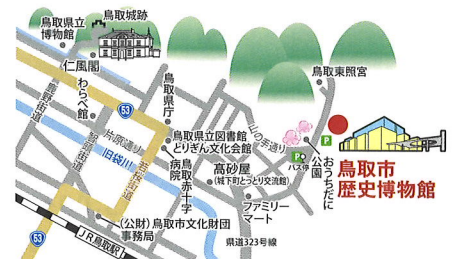 鳥取県立
博物館
鳥取城跡
仁風閣
わらべ館
鳥取県庁
鳥取東照宮
山の手通り
鹿野街道
53
片原通り
智頭街道
旧袋川
若桜街道
鳥取県立図書館
とりぎん文化会館
鳥取赤十字
病院
高砂屋
(城下町とっとり交流館)
ファミリー
マート
P
P
バス停
おうちだに
公園
鳥取市
歴史博物館
(公財)鳥取市文化財団
事務局
53
JR鳥取駅
県道323号線